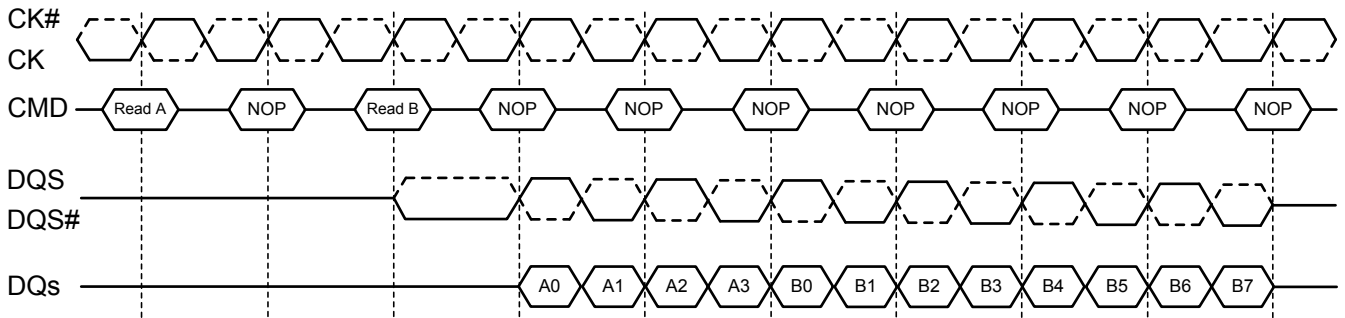 CK#
CK
CMD Read A NOP Read B NOP NOP NOP NOP NOP NOP NOP
DQS
DQS#
DQs A0 A1 A2 A3 B0 B1 B2 B3 B4 B5 B6 B7